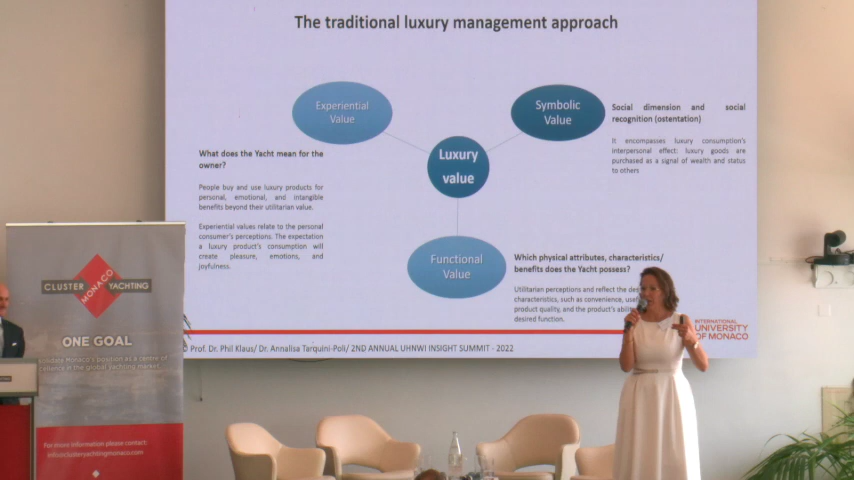 The traditional luxury management approach
Experiential
Value
Symbolic
Value
Social dimension and social
recognition (ostentation)
It encompasses luxury consumption's
interpersonal effect: luxury goods are
purchased as a signal of wealth and status
to others
Luxury
value
What does the Yacht mean for the
owner?
People buy and use luxury products for
personal, emotional, and intangible
benefits beyond their utilitarian value.
Experiential values relate to the personal
consumer's perceptions. The expectation
a luxury product's consumption will
create pleasure, emotions, and
joyfulness.
Functional
Value
Which physical attributes, characteristics/
benefits does the Yacht possess?
Utilitarian perceptions and reflect the
characteristics, such as convenience,
product quality, and the product's
desired function.
INTERNATIONAL
UNIVERSITY
OF MONACO
Prof. Dr. Phil Klaus/ Dr. Annalisa Tarquini-Poli/ 2ND ANNUAL UHNWI INSIGHT SUMMIT - 2022
CLUSTER
MONACO
YACHTING
ONE GOAL
Monaco's position as a centre of
in the global yachting market
For more information please contact:
info@clusteryachtingmonaco.com